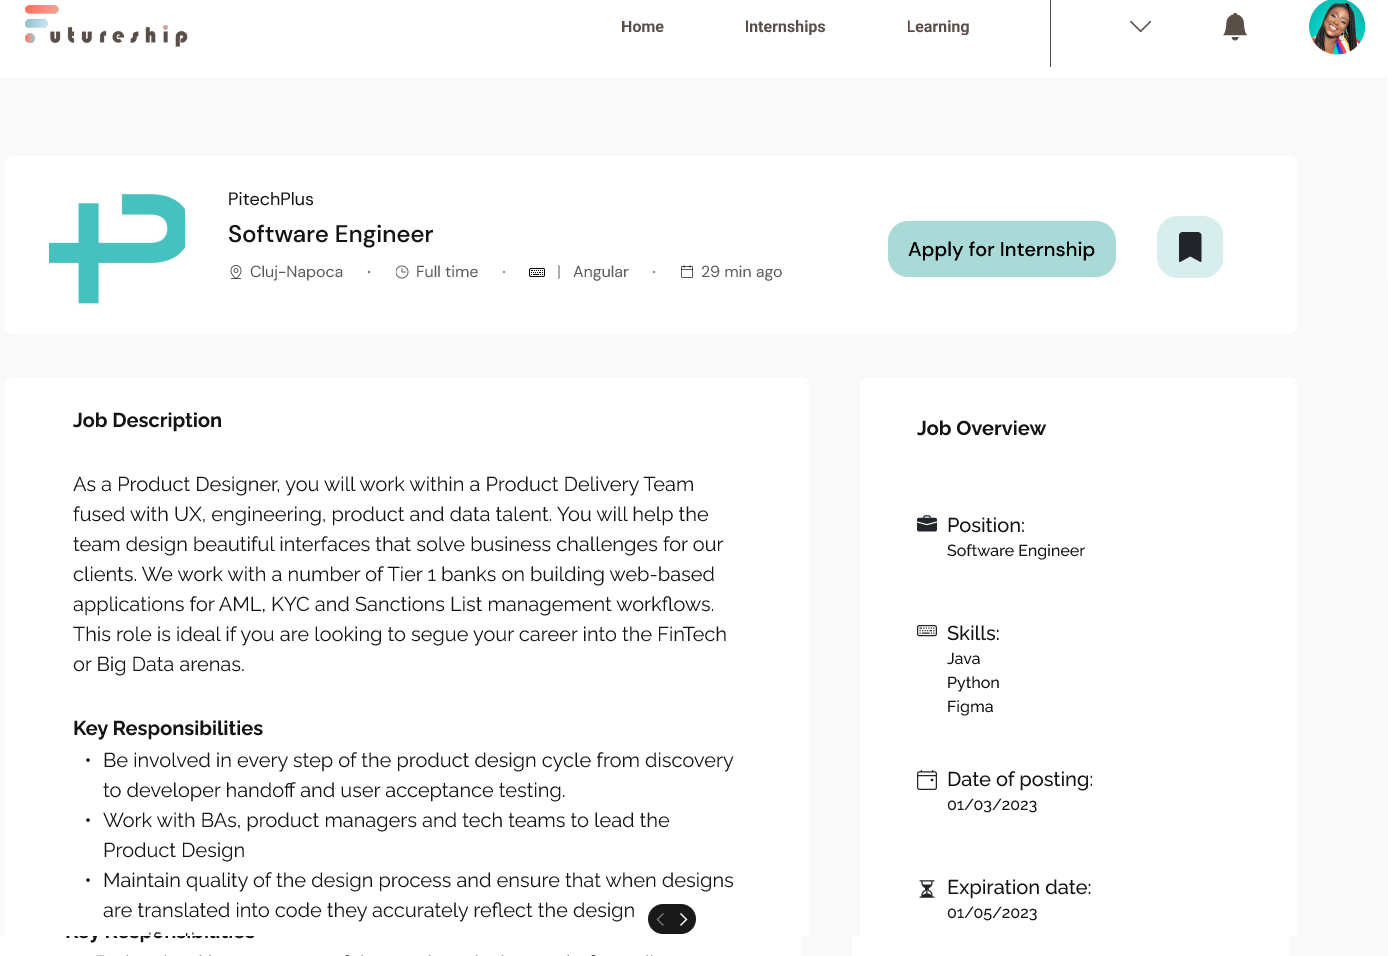 Futureship
Home
Internships
Learning
PitechPlus
Software Engineer
Cluj-Napoca · Full time · | Angular · 29 min ago
Apply for Internship
Job Description
As a Product Designer, you will work within a Product Delivery Team
fused with UX, engineering, product and data talent. You will help the
team design beautiful interfaces that solve business challenges for our
clients. We work with a number of Tier 1 banks on building web-based
applications for AML, KYC and Sanctions List management workflows.
This role is ideal if you are looking to segue your career into the FinTech
or Big Data arenas.
Key Responsibilities
• Be involved in every step of the product design cycle from discovery
to developer handoff and user acceptance testing.
• Work with BAs, product managers and tech teams to lead the
Product Design
• Maintain quality of the design process and ensure that when designs
are translated into code they accurately reflect the design
Key Responsibilities
Job Overview
Position:
Software Engineer
Skills:
Java
Python
Figma
Date of posting:
01/03/2023
Expiration date:
01/05/2023